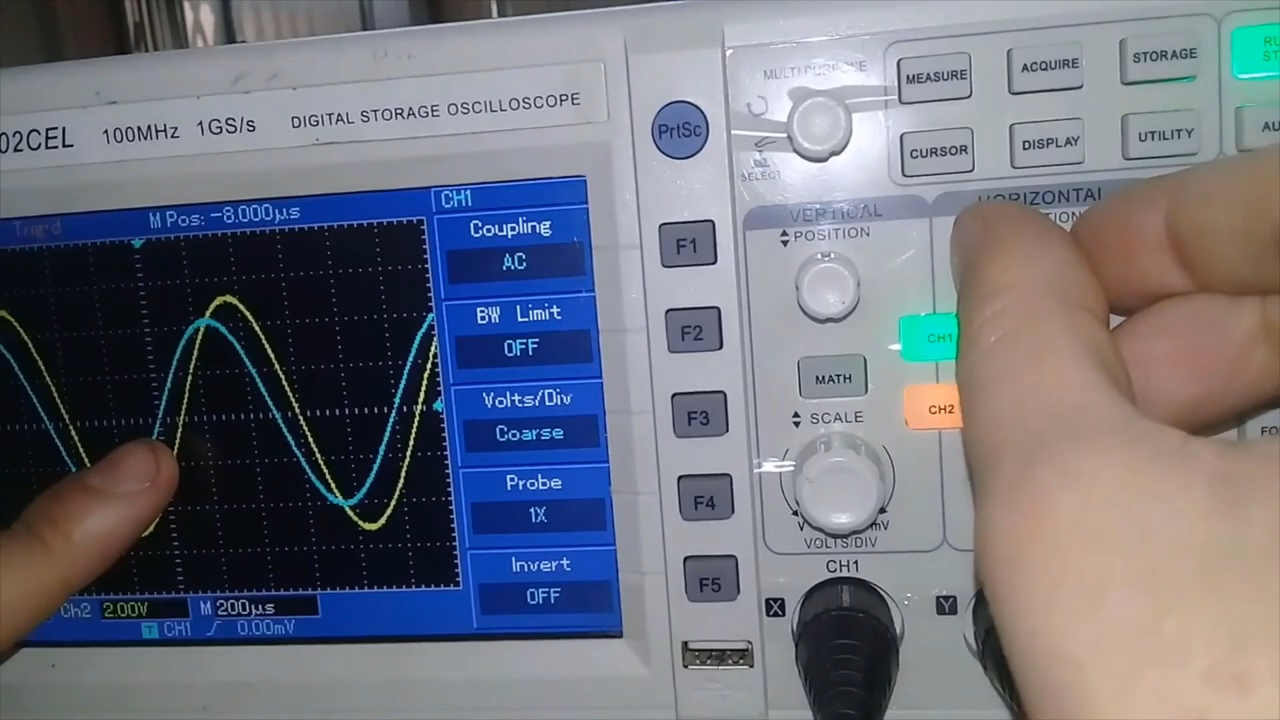 02CEL 100MHz 1GS/s DIGITAL STORAGE OSCILLOSCOPE
Trig'd M Pos: -8.000μs CH1
Coupling
AC
BW Limit
OFF
Volts/Div
Coarse
Probe
1X
Invert
OFF
Ch2 2.00V M 200μs
T CH1 0.00mV
PrtSc
F1
F2
F3
F4
F5
MULTI PURPOSE
SELECT
MEASURE ACQUIRE STORAGE
CURSOR DISPLAY UTILITY
VERTICAL HORIZONTAL
POSITION
CH1
MATH CH2
SCALE
V mV
VOLTS/DIV
CH1
X Y